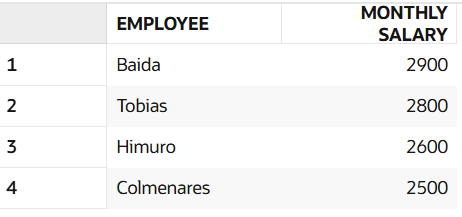 EMPLOYEE MONTHLY
SALARY
1 Baida 2900
2 Tobias 2800
3 Himuro 2600
4 Colmenares 2500